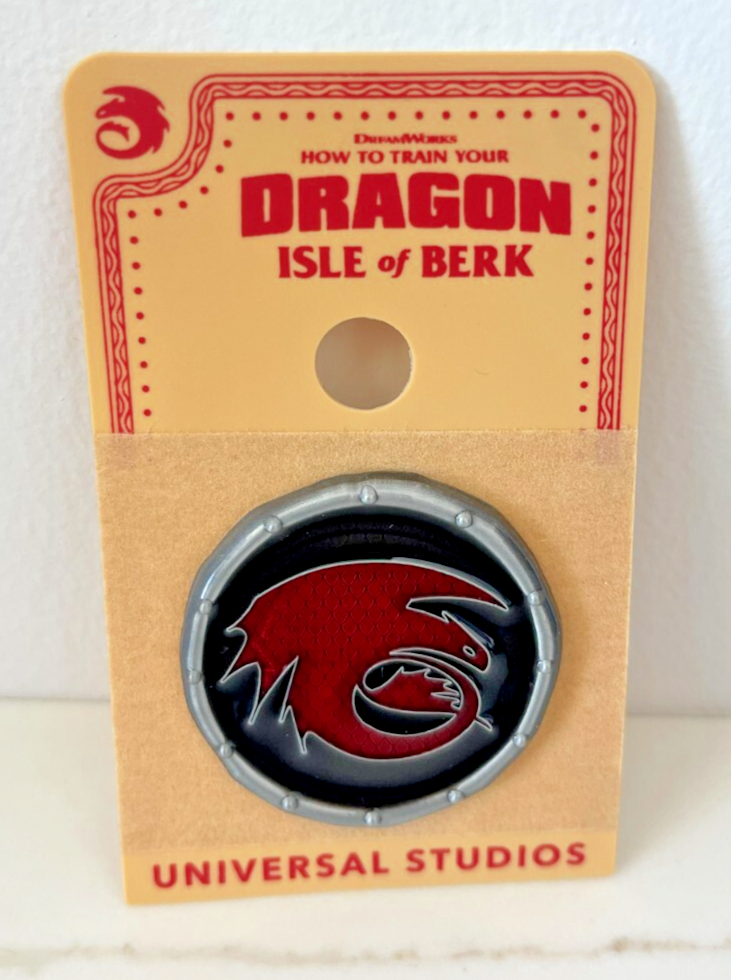 DREAMWORKS
HOW TO TRAIN YOUR
DRAGON
ISLE of BERK
UNIVERSAL STUDIOS